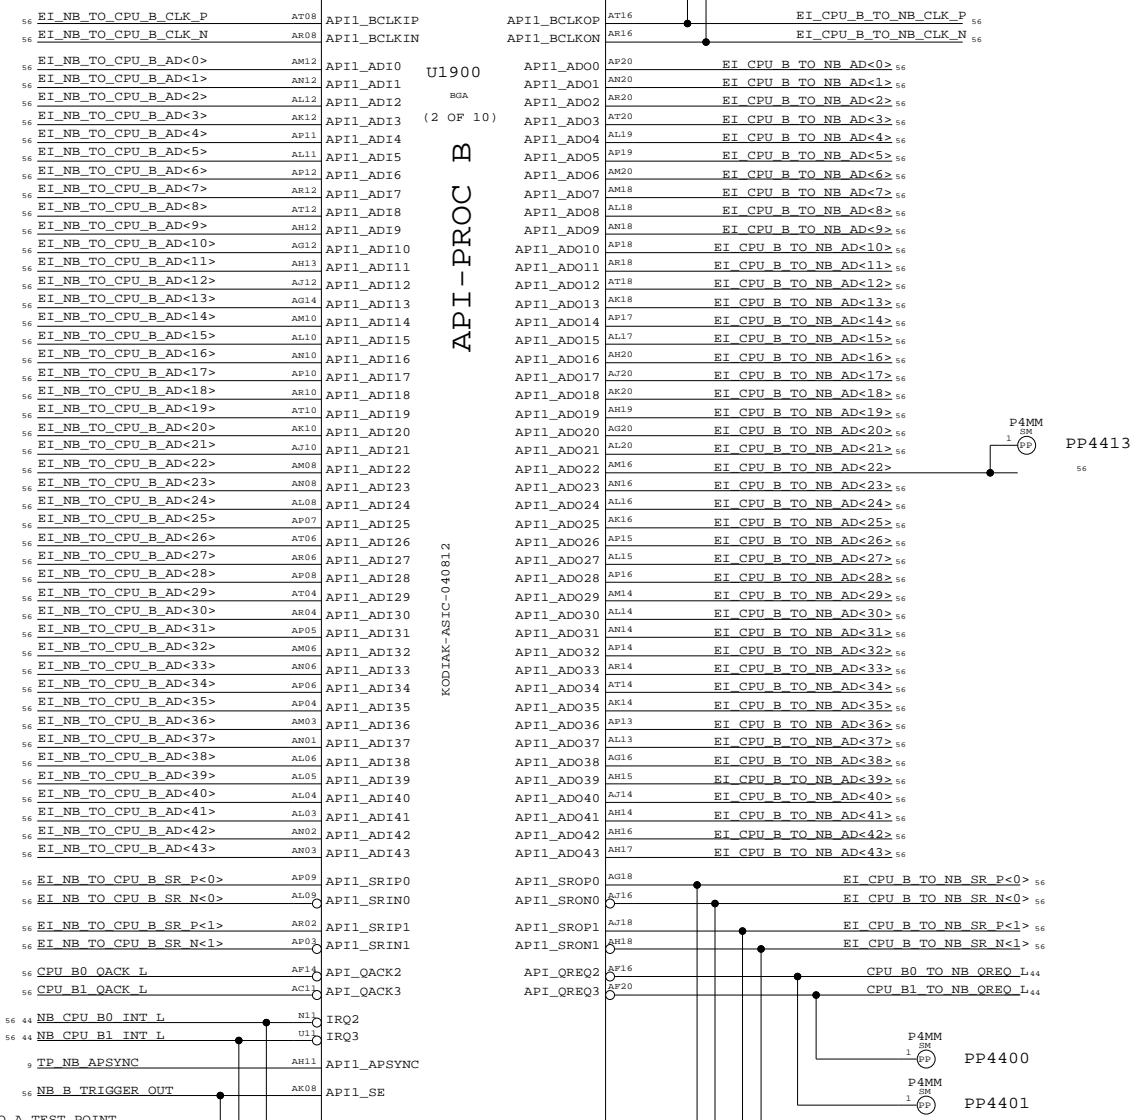 56 EI_NB_TO_CPU_B_CLK_P AT08 API1_BCLKIP API1_BCLKOP AT16 EI_CPU_B_TO_NB_CLK_P 56
56 EI_NB_TO_CPU_B_CLK_N AR08 API1_BCLKIN API1_BCLKON AR16 EI_CPU_B_TO_NB_CLK_N 56
56 EI_NB_TO_CPU_B_AD<0> AM12 API1_ADI0 API1_ADO0 AP20 EI_CPU_B_TO_NB_AD<0> 56
U1900
56 EI_NB_TO_CPU_B_AD<1> AN12 API1_ADI1 API1_ADO1 AN20 EI_CPU_B_TO_NB_AD<1> 56
BGA
56 EI_NB_TO_CPU_B_AD<2> AL12 API1_ADI2 API1_ADO2 AR20 EI_CPU_B_TO_NB_AD<2> 56
(2 OF 10)
56 EI_NB_TO_CPU_B_AD<3> AK12 API1_ADI3 API1_ADO3 AT20 EI_CPU_B_TO_NB_AD<3> 56
56 EI_NB_TO_CPU_B_AD<4> AP11 API1_ADI4 API1_ADO4 AL19 EI_CPU_B_TO_NB_AD<4> 56
56 EI_NB_TO_CPU_B_AD<5> AL11 API1_ADI5 API1_ADO5 AP19 EI_CPU_B_TO_NB_AD<5> 56
56 EI_NB_TO_CPU_B_AD<6> AP12 API1_ADI6 API1_ADO6 AM20 EI_CPU_B_TO_NB_AD<6> 56
56 EI_NB_TO_CPU_B_AD<7> AR12 API1_ADI7 API1_ADO7 AM18 EI_CPU_B_TO_NB_AD<7> 56
56 EI_NB_TO_CPU_B_AD<8> AT12 API1_ADI8 API1_ADO8 AL18 EI_CPU_B_TO_NB_AD<8> 56
56 EI_NB_TO_CPU_B_AD<9> AH12 API1_ADI9 API1_ADO9 AN18 EI_CPU_B_TO_NB_AD<9> 56
API-PROC B
56 EI_NB_TO_CPU_B_AD<10> AG12 API1_ADI10 API1_ADO10 AP18 EI_CPU_B_TO_NB_AD<10> 56
56 EI_NB_TO_CPU_B_AD<11> AH13 API1_ADI11 API1_ADO11 AR18 EI_CPU_B_TO_NB_AD<11> 56
56 EI_NB_TO_CPU_B_AD<12> AJ12 API1_ADI12 API1_ADO12 AT18 EI_CPU_B_TO_NB_AD<12> 56
56 EI_NB_TO_CPU_B_AD<13> AG14 API1_ADI13 API1_ADO13 AK18 EI_CPU_B_TO_NB_AD<13> 56
56 EI_NB_TO_CPU_B_AD<14> AM10 API1_ADI14 API1_ADO14 AP17 EI_CPU_B_TO_NB_AD<14> 56
56 EI_NB_TO_CPU_B_AD<15> AL10 API1_ADI15 API1_ADO15 AL17 EI_CPU_B_TO_NB_AD<15> 56
56 EI_NB_TO_CPU_B_AD<16> AN10 API1_ADI16 API1_ADO16 AH20 EI_CPU_B_TO_NB_AD<16> 56
56 EI_NB_TO_CPU_B_AD<17> AP10 API1_ADI17 API1_ADO17 AJ20 EI_CPU_B_TO_NB_AD<17> 56
56 EI_NB_TO_CPU_B_AD<18> AR10 API1_ADI18 API1_ADO18 AK20 EI_CPU_B_TO_NB_AD<18> 56
56 EI_NB_TO_CPU_B_AD<19> AT10 API1_ADI19 API1_ADO19 AH19 EI_CPU_B_TO_NB_AD<19> 56
56 EI_NB_TO_CPU_B_AD<20> AK10 API1_ADI20 API1_ADO20 AG20 EI_CPU_B_TO_NB_AD<20> 56
P4MM
SM
1 PP PP4413
56 EI_NB_TO_CPU_B_AD<21> AJ10 API1_ADI21 API1_ADO21 AL20 EI_CPU_B_TO_NB_AD<21> 56
56 EI_NB_TO_CPU_B_AD<22> AM08 API1_ADI22 API1_ADO22 AM16 EI_CPU_B_TO_NB_AD<22> 56
56 EI_NB_TO_CPU_B_AD<23> AN08 API1_ADI23 API1_ADO23 AN16 EI_CPU_B_TO_NB_AD<23> 56
56 EI_NB_TO_CPU_B_AD<24> AL08 API1_ADI24 API1_ADO24 AL16 EI_CPU_B_TO_NB_AD<24> 56
56 EI_NB_TO_CPU_B_AD<25> AP07 API1_ADI25 API1_ADO25 AK16 EI_CPU_B_TO_NB_AD<25> 56
56 EI_NB_TO_CPU_B_AD<26> AT06 API1_ADI26 API1_ADO26 AP15 EI_CPU_B_TO_NB_AD<26> 56
56 EI_NB_TO_CPU_B_AD<27> AR06 API1_ADI27 API1_ADO27 AL15 EI_CPU_B_TO_NB_AD<27> 56
56 EI_NB_TO_CPU_B_AD<28> AP08 API1_ADI28 API1_ADO28 AP16 EI_CPU_B_TO_NB_AD<28> 56
56 EI_NB_TO_CPU_B_AD<29> AT04 API1_ADI29 API1_ADO29 AM14 EI_CPU_B_TO_NB_AD<29> 56
56 EI_NB_TO_CPU_B_AD<30> AR04 API1_ADI30 API1_ADO30 AL14 EI_CPU_B_TO_NB_AD<30> 56
KODIAK-ASIC-040812
56 EI_NB_TO_CPU_B_AD<31> AP05 API1_ADI31 API1_ADO31 AN14 EI_CPU_B_TO_NB_AD<31> 56
56 EI_NB_TO_CPU_B_AD<32> AM06 API1_ADI32 API1_ADO32 AP14 EI_CPU_B_TO_NB_AD<32> 56
56 EI_NB_TO_CPU_B_AD<33> AN06 API1_ADI33 API1_ADO33 AR14 EI_CPU_B_TO_NB_AD<33> 56
56 EI_NB_TO_CPU_B_AD<34> AP06 API1_ADI34 API1_ADO34 AT14 EI_CPU_B_TO_NB_AD<34> 56
56 EI_NB_TO_CPU_B_AD<35> AP04 API1_ADI35 API1_ADO35 AK14 EI_CPU_B_TO_NB_AD<35> 56
56 EI_NB_TO_CPU_B_AD<36> AM03 API1_ADI36 API1_ADO36 AP13 EI_CPU_B_TO_NB_AD<36> 56
56 EI_NB_TO_CPU_B_AD<37> AN01 API1_ADI37 API1_ADO37 AL13 EI_CPU_B_TO_NB_AD<37> 56
56 EI_NB_TO_CPU_B_AD<38> AL06 API1_ADI38 API1_ADO38 AG16 EI_CPU_B_TO_NB_AD<38> 56
56 EI_NB_TO_CPU_B_AD<39> AL05 API1_ADI39 API1_ADO39 AH15 EI_CPU_B_TO_NB_AD<39> 56
56 EI_NB_TO_CPU_B_AD<40> AL04 API1_ADI40 API1_ADO40 AJ14 EI_CPU_B_TO_NB_AD<40> 56
56 EI_NB_TO_CPU_B_AD<41> AL03 API1_ADI41 API1_ADO41 AH14 EI_CPU_B_TO_NB_AD<41> 56
56 EI_NB_TO_CPU_B_AD<42> AN02 API1_ADI42 API1_ADO42 AH16 EI_CPU_B_TO_NB_AD<42> 56
56 EI_NB_TO_CPU_B_AD<43> AN03 API1_ADI43 API1_ADO43 AH17 EI_CPU_B_TO_NB_AD<43> 56
56 EI_NB_TO_CPU_B_SR_P<0> AP09 API1_SRIP0 API1_SROP0 AG18 EI_CPU_B_TO_NB_SR_P<0> 56
56 EI_NB_TO_CPU_B_SR_N<0> AL09 API1_SRIN0 API1_SRON0 AJ16 EI_CPU_B_TO_NB_SR_N<0> 56
56 EI_NB_TO_CPU_B_SR_P<1> AR02 API1_SRIP1 API1_SROP1 AJ18 EI_CPU_B_TO_NB_SR_P<1> 56
56 EI_NB_TO_CPU_B_SR_N<1> AP03 API1_SRIN1 API1_SRON1 AH18 EI_CPU_B_TO_NB_SR_N<1> 56
56 CPU_B0_QACK_L AF14 API_QACK2 API_QREQ2 AF16 CPU_B0_TO_NB_QREQ_L 44
56 CPU_B1_QACK_L AC11 API_QACK3 API_QREQ3 AF20 CPU_B1_TO_NB_QREQ_L 44
56 44 NB_CPU_B0_INT_L N11 IRQ2
56 44 NB_CPU_B1_INT_L U11 IRQ3
P4MM
SM
1 PP PP4400
9 TP_NB_APSYNC AH11 API1_APSYNC
P4MM
SM
1 PP PP4401
56 NB_B_TRIGGER_OUT AK08 API1_SE
A TEST POINT